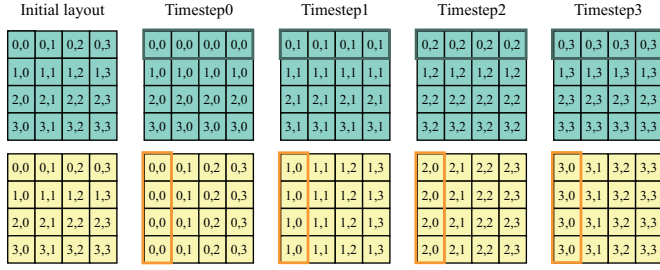 Initial layout Timestep0 Timestep1 Timestep2 Timestep3
0,0 0,1 0,2 0,3 0,0 0,0 0,0 0,0 0,1 0,1 0,1 0,1 0,2 0,2 0,2 0,2 0,3 0,3 0,3 0,3
1,0 1,1 1,2 1,3 1,0 1,0 1,0 1,0 1,1 1,1 1,1 1,1 1,2 1,2 1,2 1,2 1,3 1,3 1,3 1,3
2,0 2,1 2,2 2,3 2,0 2,0 2,0 2,0 2,1 2,1 2,1 2,1 2,2 2,2 2,2 2,2 2,3 2,3 2,3 2,3
3,0 3,1 3,2 3,3 3,0 3,0 3,0 3,0 3,1 3,1 3,1 3,1 3,2 3,2 3,2 3,2 3,3 3,3 3,3 3,3
0,0 0,1 0,2 0,3 0,0 0,1 0,2 0,3 1,0 1,1 1,2 1,3 2,0 2,1 2,2 2,3 3,0 3,1 3,2 3,3
1,0 1,1 1,2 1,3 0,0 0,1 0,2 0,3 1,0 1,1 1,2 1,3 2,0 2,1 2,2 2,3 3,0 3,1 3,2 3,3
2,0 2,1 2,2 2,3 0,0 0,1 0,2 0,3 1,0 1,1 1,2 1,3 2,0 2,1 2,2 2,3 3,0 3,1 3,2 3,3
3,0 3,1 3,2 3,3 0,0 0,1 0,2 0,3 1,0 1,1 1,2 1,3 2,0 2,1 2,2 2,3 3,0 3,1 3,2 3,3